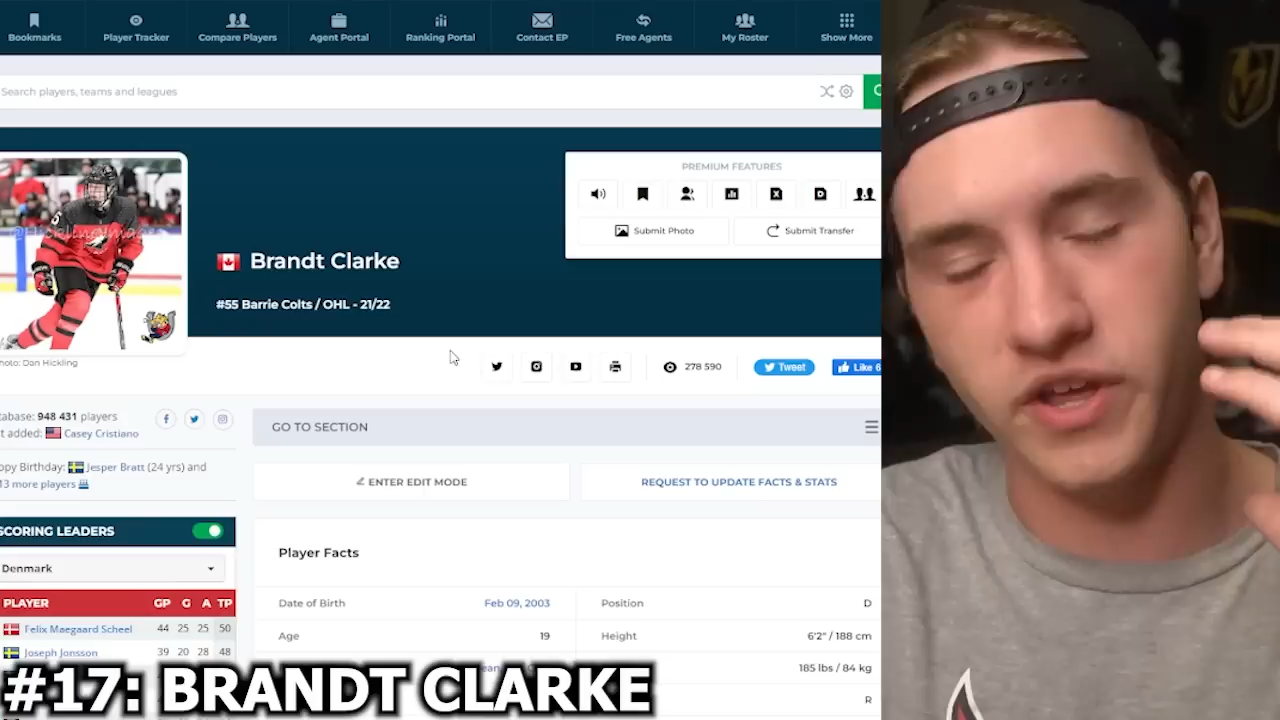 Bookmarks
Player Tracker
Compare Players
Agent Portal
Ranking Portal
Contact EP
Free Agents
My Roster
Show More
Search players, teams and leagues
PREMIUM FEATURES
Submit Photo
Submit Transfer
Brandt Clarke
#55 Barrie Colts / OHL - 21/22
hoto: Dan Hickling
278 590
Tweet
Like 6
tabase: 948 431 players
t added: Casey Cristiano
ppy Birthday: Jesper Bratt (24 yrs) and
13 more players
GO TO SECTION
ENTER EDIT MODE
REQUEST TO UPDATE FACTS & STATS
SCORING LEADERS
Denmark
PLAYER GP G A TP
Felix Maegaard Scheel 44 25 25 50
Joseph Jonsson 39 20 28 48
Player Facts
Date of Birth Feb 09, 2003
Position D
Age 19
Height 6'2" / 188 cm
185 lbs / 84 kg
R
#17: BRANDT CLARKE